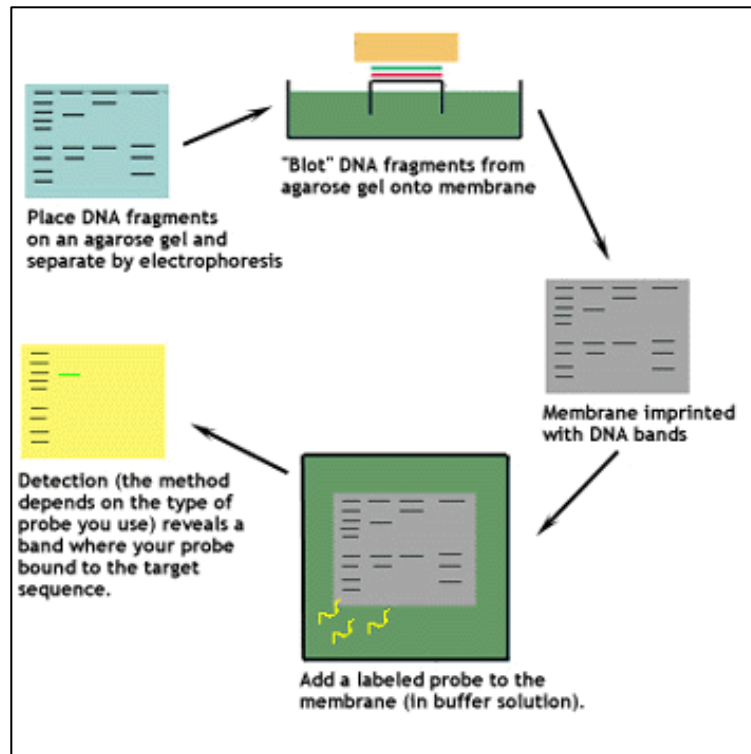 Place DNA fragments
on an agarose gel and
separate by electrophoresis
"Blot" DNA fragments from
agarose gel onto membrane
Membrane imprinted
with DNA bands
Add a labeled probe to the
membrane (in buffer solution).
Detection (the method
depends on the type of
probe you use) reveals a
band where your probe
bound to the target
sequence.